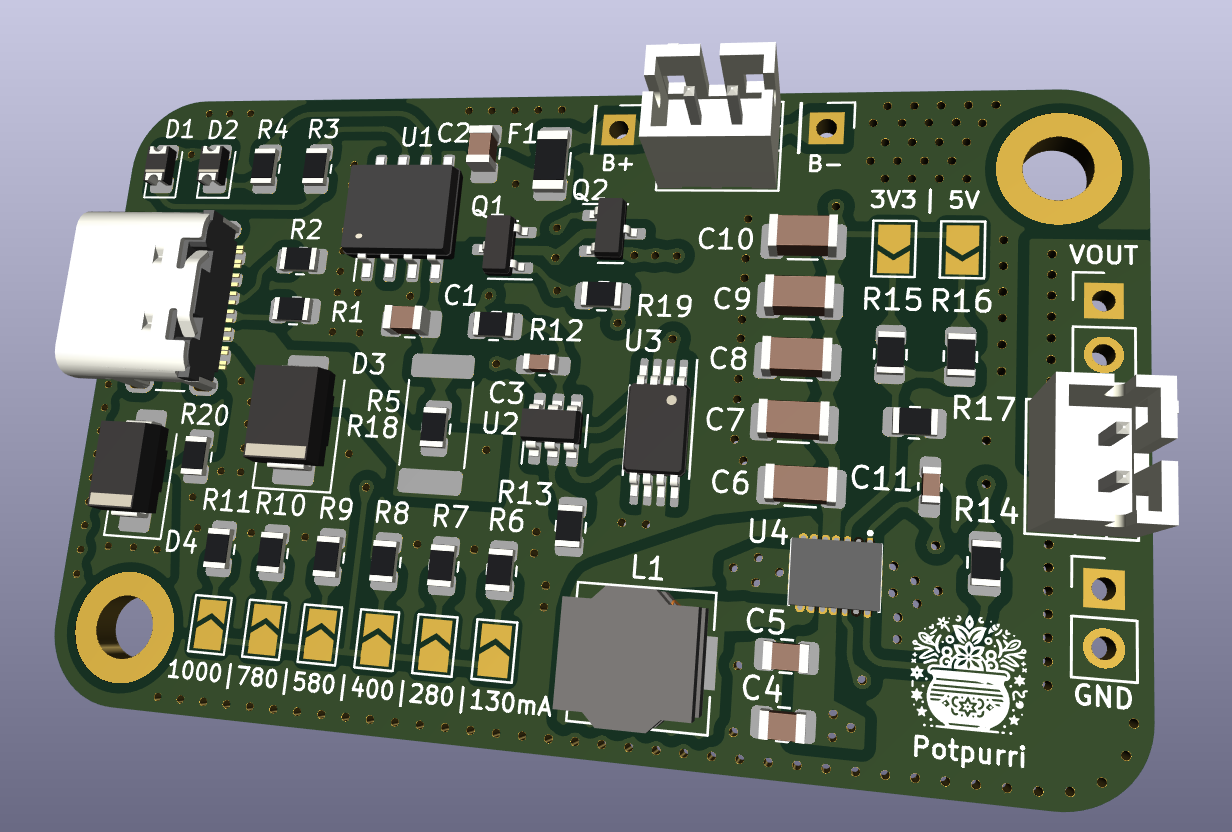 D1 D2 R4 R3
U1 C2 F1
B+ B-
Q1 Q2
3V3 | 5V
R2
C10
VOUT
R1 C1
C9
R19
R15 R16
R12
U3
D3
C8
R5
C3
R18
U2
C7
R17
R20
C6
C11
R11 R10 R9 R8 R7 R6
R13
R14
D4
U4
L1
C5
1000|780|580|400|280|130mA
C4
GND
Potpurri